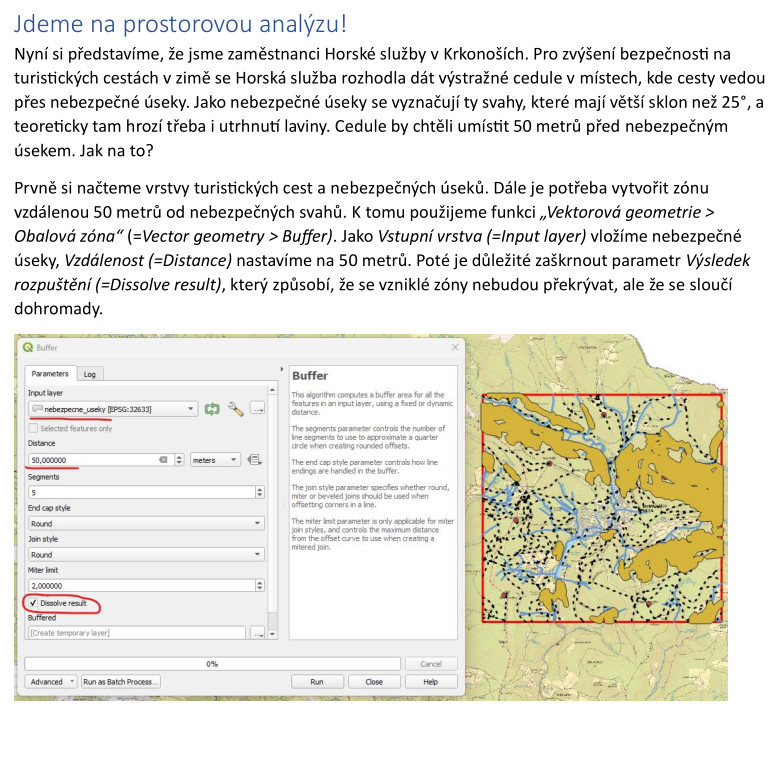 Jdeme na prostorovou analýzu!
Nyní si představíme, že jsme zaměstnanci Horské služby v Krkonoších. Pro zvýšení bezpečnosti na
turistických cestách v zimě se Horská služba rozhodla dát výstražné cedule v místech, kde cesty vedou
přes nebezpečné úseky. Jako nebezpečné úseky se vyznačují ty svahy, které mají větší sklon než 25°, a
teoreticky tam hrozí třeba i utrhnutí laviny. Cedule by chtěli umístit 50 metrů před nebezpečným
úsekem. Jak na to?
Prvně si načteme vrstvy turistických cest a nebezpečných úseků. Dále je potřeba vytvořit zónu
vzdálenou 50 metrů od nebezpečných svahů. K tomu použijeme funkci „Vektorová geometrie >
Obalová zóna“ (=Vector geometry > Buffer). Jako Vstupní vrstva (=Input layer) vložíme nebezpečné
úseky, Vzdálenost (=Distance) nastavíme na 50 metrů. Poté je důležité zaškrnout parametr Výsledek
rozpuštění (=Dissolve result), který způsobí, že se vzniklé zóny nebudou překrývat, ale že se sloučí
dohromady.
Buffer
Parameters Log
Input layer
nebezpecne_useky [EPSG:32633]
Selected features only
Distance
50,000000 meters
Segments
5
End cap style
Round
Join style
Round
Miter limit
2,000000
Dissolve result
Buffered
[Create temporary layer]
Buffer
This algorithm computes a buffer area for all the
features in an input layer, using a fixed or dynamic
distance.
The segments parameter controls the number of
line segments to use to approximate a quarter
circle when creating rounded offsets.
The end cap style parameter controls how line
endings are handled in the buffer.
The join style parameter specifies whether round,
miter or beveled joins should be used when
offsetting corners in a line.
The miter limit parameter is only applicable for miter
join styles, and controls the maximum distance
from the offset curve to use when creating a
mitered join.
0%
Cancel
Advanced Run as Batch Process... Run Close Help